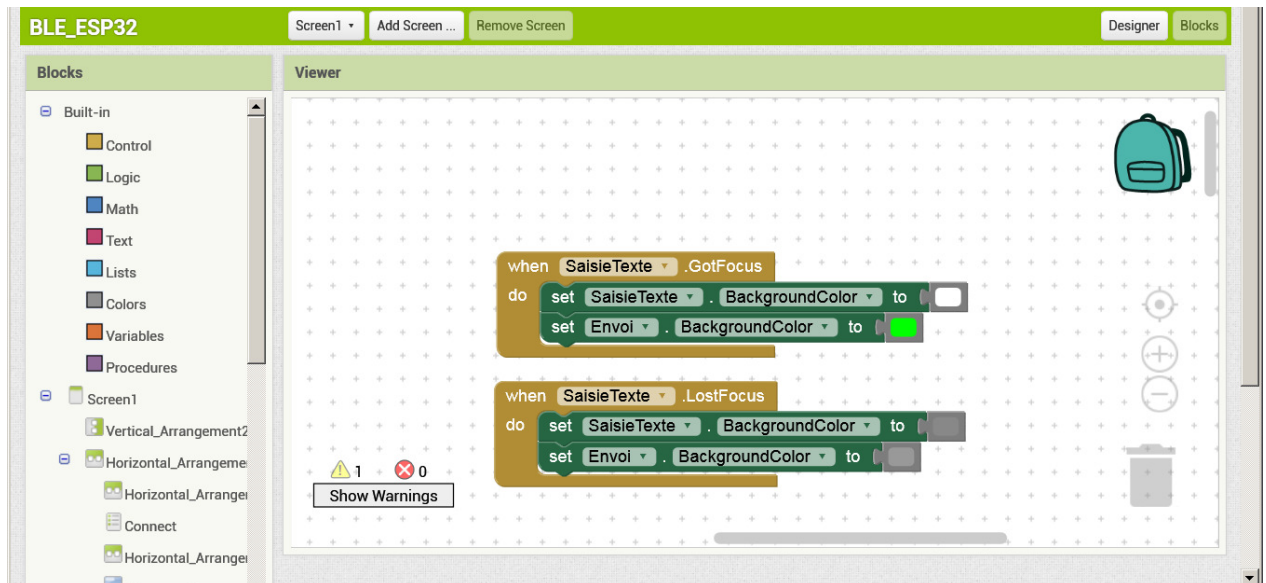 BLE_ESP32 Screen1 Add Screen ... Remove Screen Designer Blocks
Blocks
Viewer
Built-in
Control
Logic
Math
Text
Lists
Colors
Variables
Procedures
Screen1
Vertical_Arrangement2
Horizontal_Arrangeme
Horizontal_Arranger
Connect
Horizontal_Arranger
when SaisieTexte .GotFocus
do set SaisieTexte . BackgroundColor to
set Envoi . BackgroundColor to
when SaisieTexte .LostFocus
do set SaisieTexte . BackgroundColor to
set Envoi . BackgroundColor to
1 0
Show Warnings